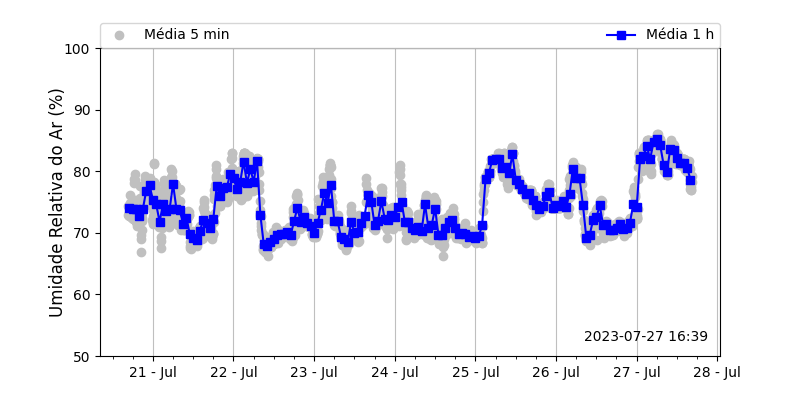 Média 5 min
Média 1 h
Umidade Relativa do Ar (%)
100
90
80
70
60
50
2023-07-27 16:39
21 - Jul
22 - Jul
23 - Jul
24 - Jul
25 - Jul
26 - Jul
27 - Jul
28 - Jul